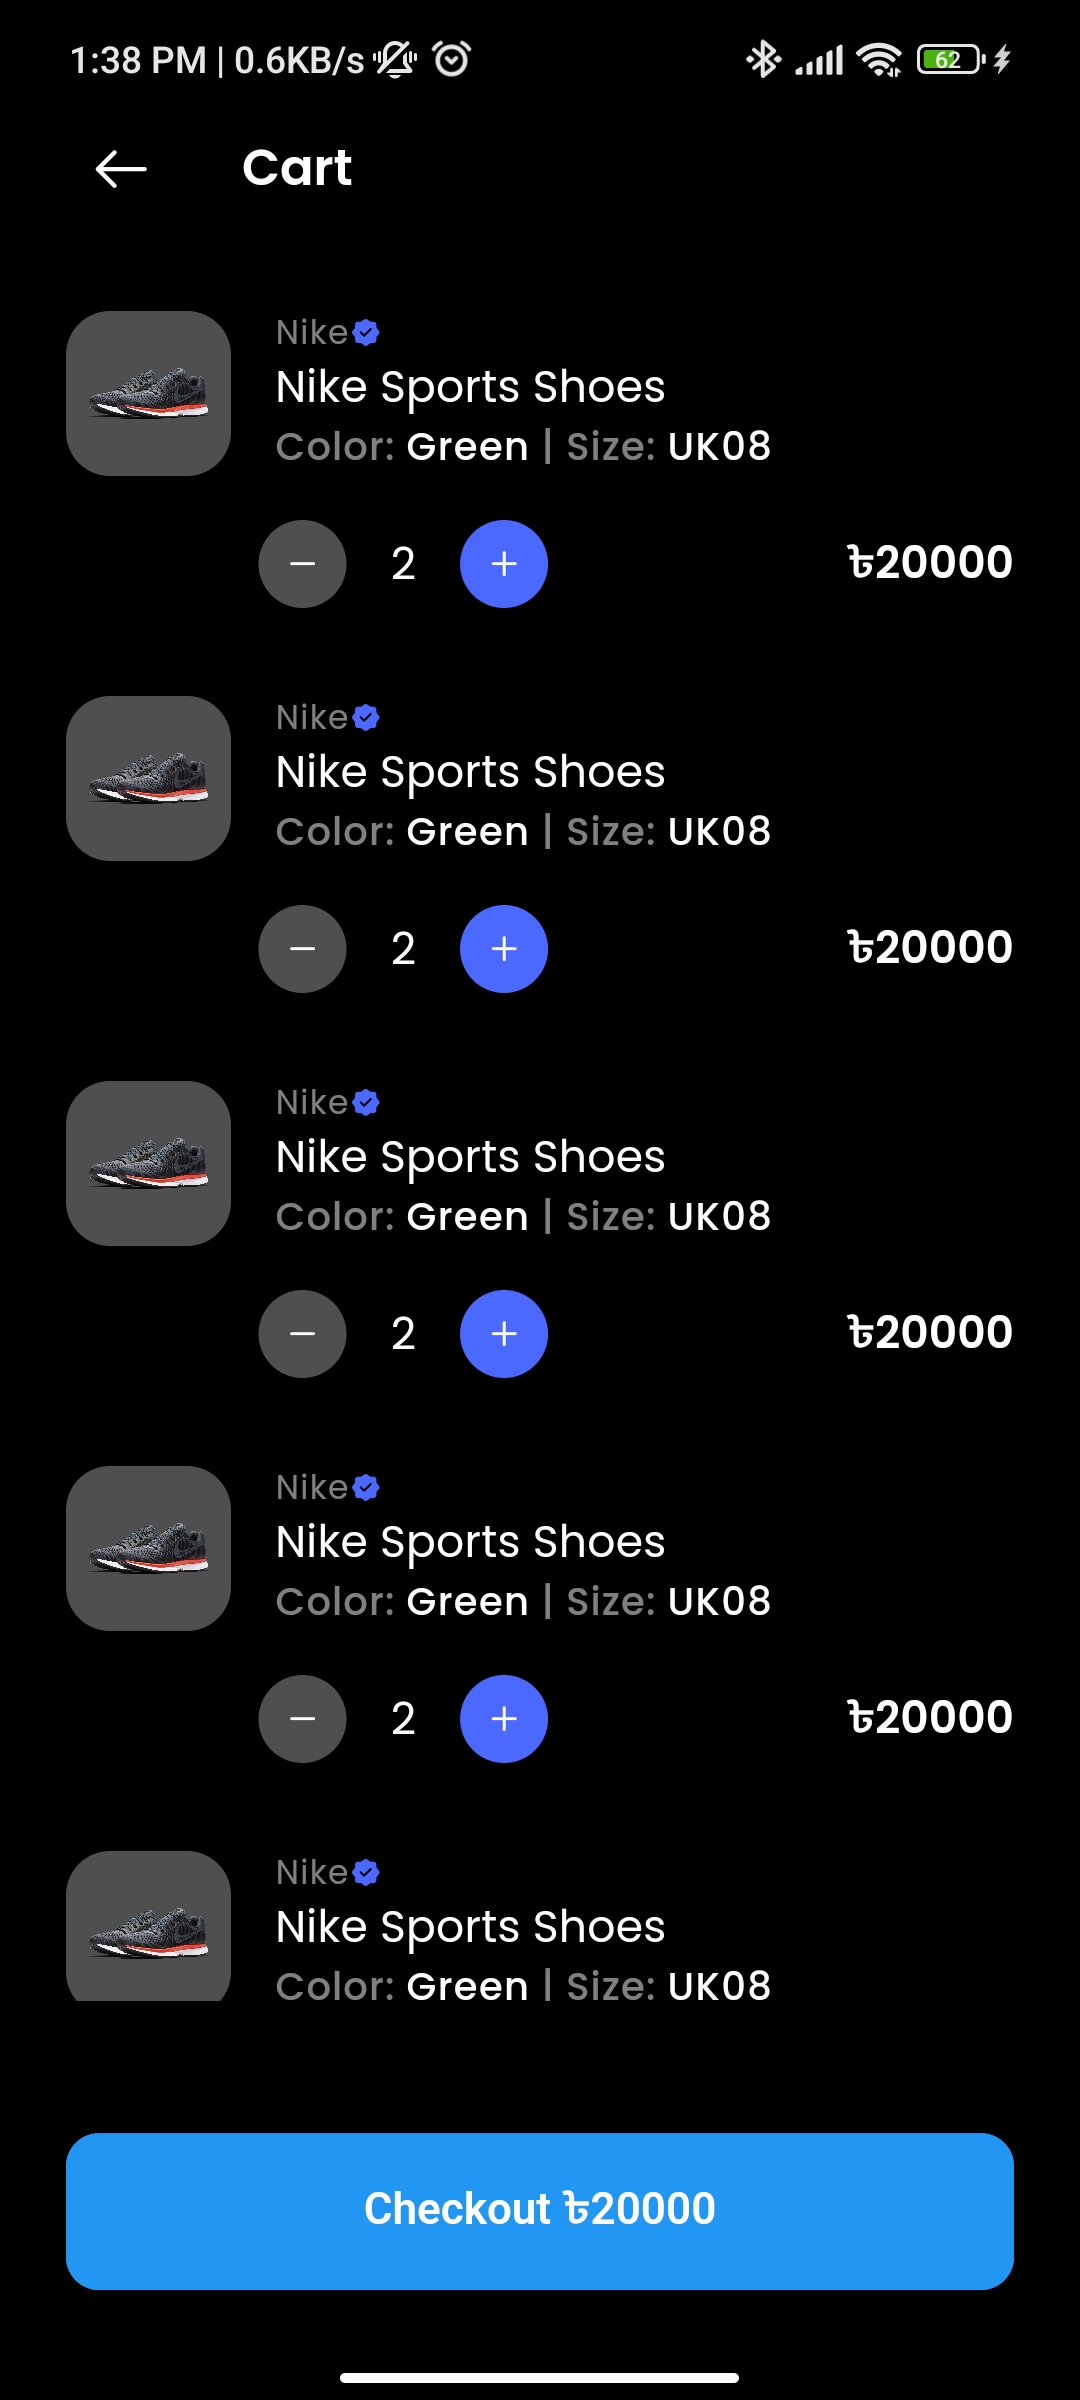 1:38 PM | 0.6KB/s 62
Cart
Nike
Nike Sports Shoes
Color: Green | Size: UK08
2 ৳20000
Nike
Nike Sports Shoes
Color: Green | Size: UK08
2 ৳20000
Nike
Nike Sports Shoes
Color: Green | Size: UK08
2 ৳20000
Nike
Nike Sports Shoes
Color: Green | Size: UK08
2 ৳20000
Nike
Nike Sports Shoes
Color: Green | Size: UK08
Checkout ৳20000